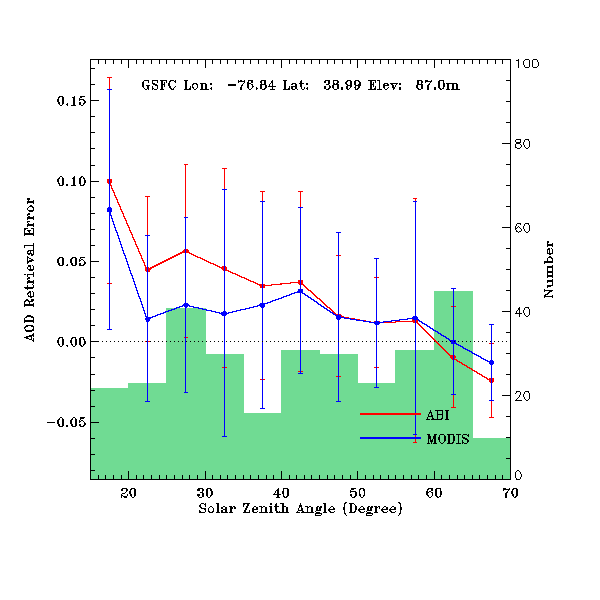 GSFC Lon: -76.84 Lat: 38.99 Elev: 87.0m
0.15
0.10
0.05
0.00
-0.05
AOD Retrieval Error
100
80
60
40
20
0
Number
ABI
MODIS
20 30 40 50 60 70
Solar Zenith Angle (Degree)